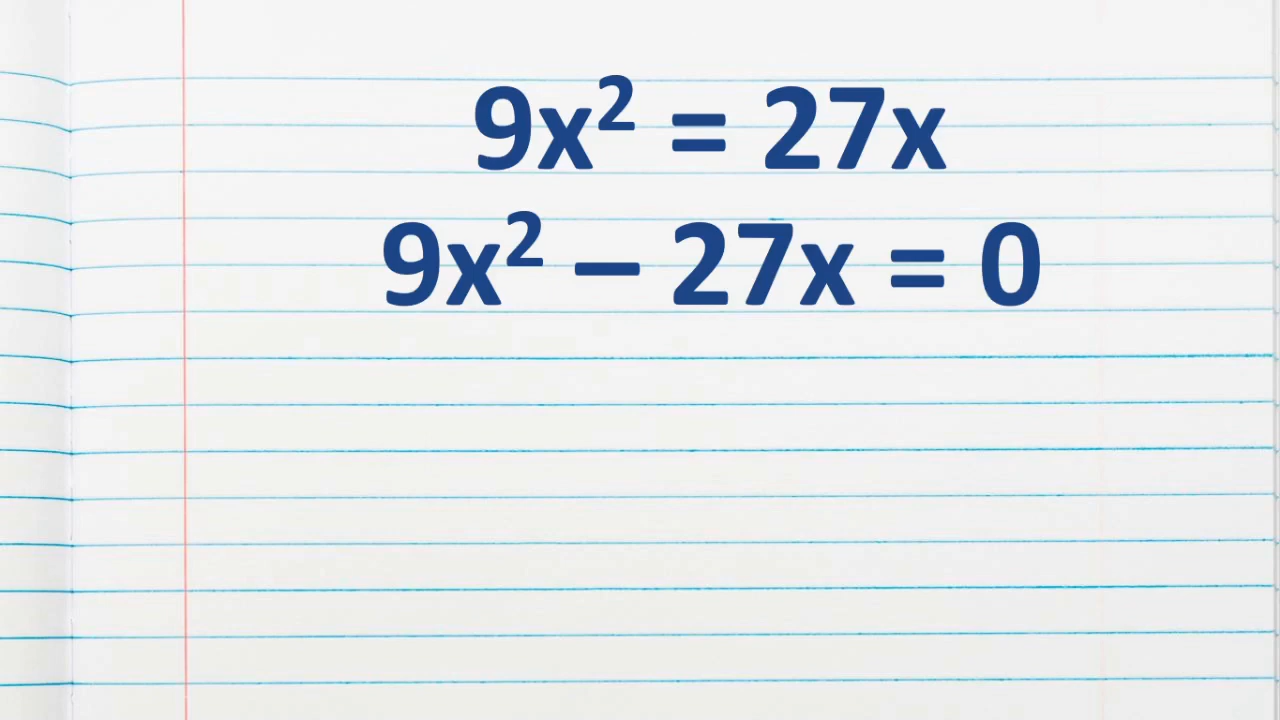 9x² = 27x
9x² – 27x = 0